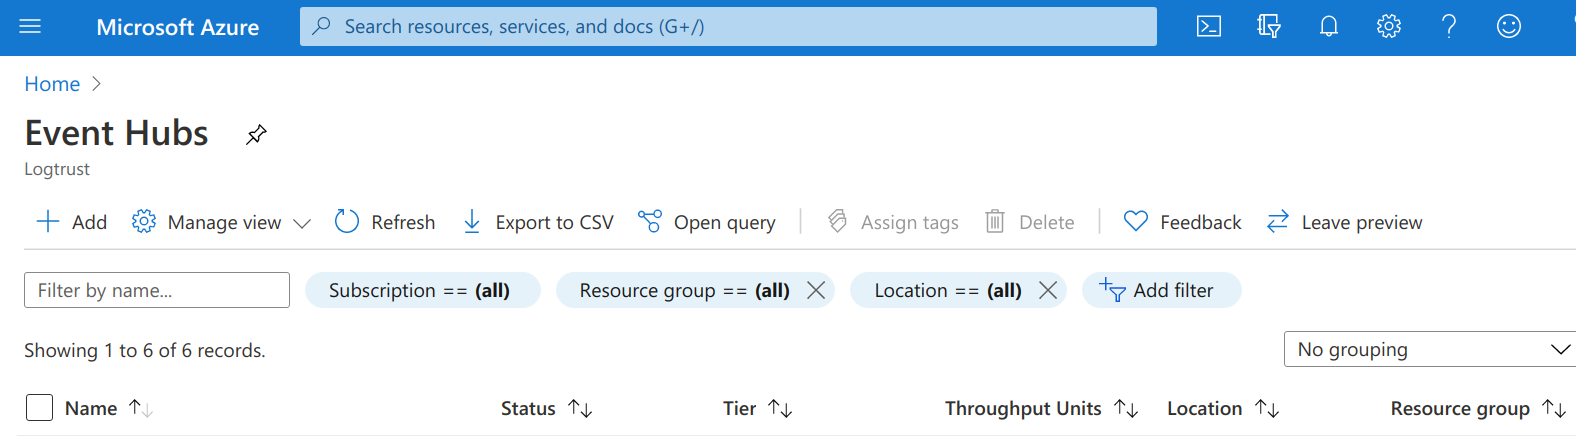 Microsoft Azure
Search resources, services, and docs (G+/)
Home
Event Hubs
Logtrust
Add Manage view Refresh Export to CSV Open query Assign tags Delete Feedback Leave preview
Filter by name... Subscription == (all) Resource group == (all) Location == (all) Add filter
Showing 1 to 6 of 6 records. No grouping
Name Status Tier Throughput Units Location Resource group